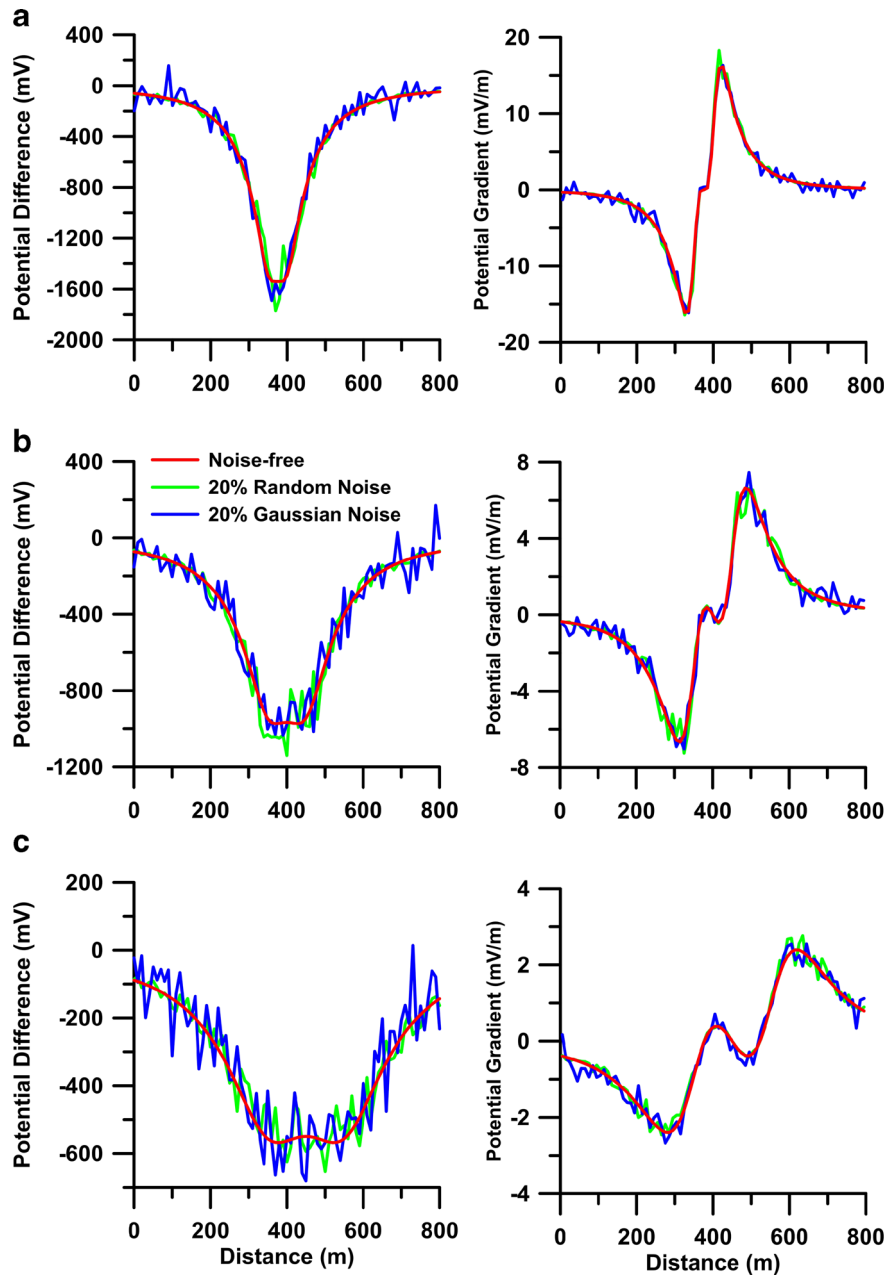 a
Potential Difference (mV)
400
0
-400
-800
-1200
-1600
-2000
0 200 400 600 800
Potential Gradient (mV/m)
20
10
0
-10
-20
0 200 400 600 800
b
Potential Difference (mV)
400
0
-400
-800
-1200
0 200 400 600 800
Noise-free
20% Random Noise
20% Gaussian Noise
Potential Gradient (mV/m)
8
4
0
-4
-8
0 200 400 600 800
c
Potential Difference (mV)
200
0
-200
-400
-600
0 200 400 600 800
Distance (m)
Potential Gradient (mV/m)
4
2
0
-2
-4
0 200 400 600 800
Distance (m)